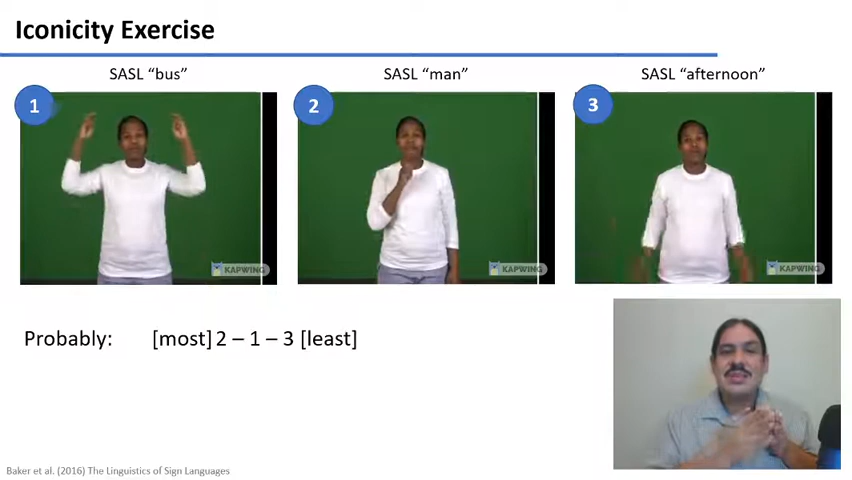 Iconicity Exercise
SASL “bus”
SASL “man”
SASL “afternoon”
1
2
3
KAPWING
KAPWING
KAPWING
Probably: [most] 2 – 1 – 3 [least]
Baker et al. (2016) The Linguistics of Sign Languages